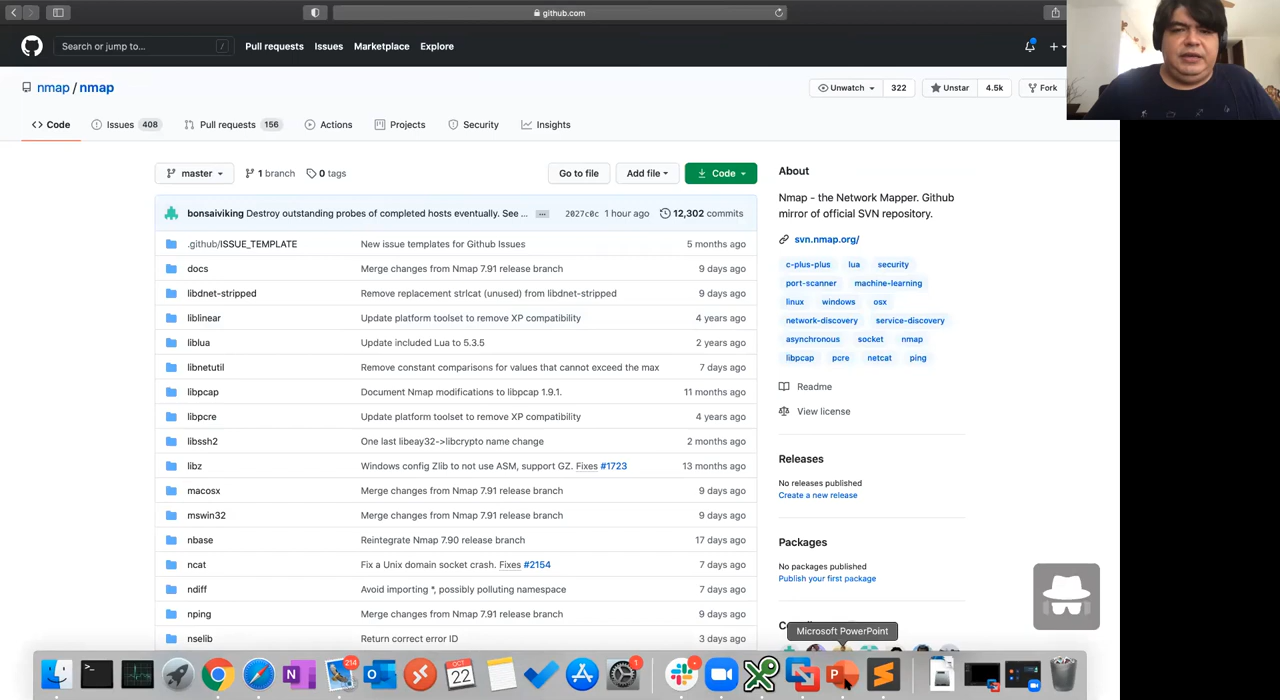 github.com
Search or jump to... / Pull requests Issues Marketplace Explore +
nmap / nmap Unwatch 322 Unstar 4.5k Fork
Code Issues 408 Pull requests 156 Actions Projects Security Insights
master 1 branch 0 tags Go to file Add file Code
bonsaiviking Destroy outstanding probes of completed hosts eventually. See ... ... 2027c0c 1 hour ago 12,302 commits
.github/ISSUE_TEMPLATE New issue templates for Github Issues 5 months ago
docs Merge changes from Nmap 7.91 release branch 9 days ago
libdnet-stripped Remove replacement strlcat (unused) from libdnet-stripped 9 days ago
liblinear Update platform toolset to remove XP compatibility 4 years ago
liblua Update included Lua to 5.3.5 2 years ago
libnetutil Remove constant comparisons for values that cannot exceed the max 7 days ago
libpcap Document Nmap modifications to libpcap 1.9.1. 11 months ago
libpcre Update platform toolset to remove XP compatibility 4 years ago
libssh2 One last libeay32->libcrypto name change 2 months ago
libz Windows config Zlib to not use ASM, support GZ. Fixes #1723 13 months ago
macosx Merge changes from Nmap 7.91 release branch 9 days ago
mswin32 Merge changes from Nmap 7.91 release branch 9 days ago
nbase Reintegrate Nmap 7.90 release branch 17 days ago
ncat Fix a Unix domain socket crash. Fixes #2154 7 days ago
ndiff Avoid importing *, possibly polluting namespace 7 days ago
nping Merge changes from Nmap 7.91 release branch 9 days ago
nselib Return correct error ID 3 days ago
About
Nmap - the Network Mapper. Github
mirror of official SVN repository.
svn.nmap.org/
c-plus-plus lua security
port-scanner machine-learning
linux windows osx
network-discovery service-discovery
asynchronous socket nmap
libpcap pcre netcat ping
Readme
View license
Releases
No releases published
Create a new release
Packages
No packages published
Publish your first package
Microsoft PowerPoint
214
OCT
22
1